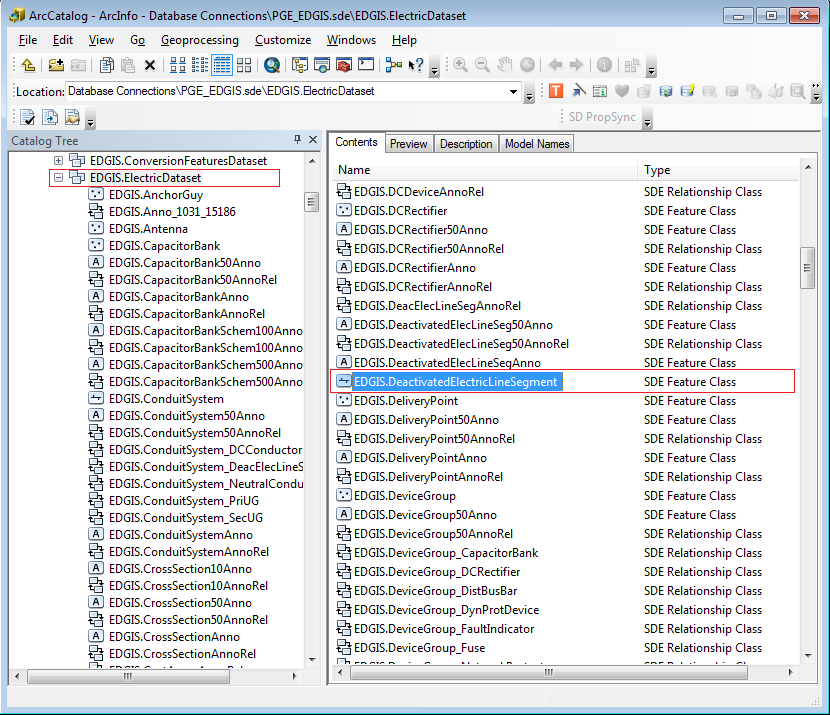 ArcCatalog - ArcInfo - Database Connections\PGE_EDGIS.sde\EDGIS.ElectricDataset
File Edit View Go Geoprocessing Customize Windows Help
Location: Database Connections\PGE_EDGIS.sde\EDGIS.ElectricDataset
SD PropSync
Catalog Tree
EDGIS.ConversionFeaturesDataset
EDGIS.ElectricDataset
EDGIS.AnchorGuy
EDGIS.Anno_1031_15186
EDGIS.Antenna
EDGIS.CapacitorBank
EDGIS.CapacitorBank50Anno
EDGIS.CapacitorBank50AnnoRel
EDGIS.CapacitorBankAnno
EDGIS.CapacitorBankAnnoRel
EDGIS.CapacitorBankSchem100Anno
EDGIS.CapacitorBankSchem100Anno
EDGIS.CapacitorBankSchem500Anno
EDGIS.CapacitorBankSchem500Anno
EDGIS.ConduitSystem
EDGIS.ConduitSystem50Anno
EDGIS.ConduitSystem50AnnoRel
EDGIS.ConduitSystem_DCConductor
EDGIS.ConduitSystem_DeacElecLineS
EDGIS.ConduitSystem_NeutralCondu
EDGIS.ConduitSystem_PriUG
EDGIS.ConduitSystem_SecUG
EDGIS.ConduitSystemAnno
EDGIS.ConduitSystemAnnoRel
EDGIS.CrossSection10Anno
EDGIS.CrossSection10AnnoRel
EDGIS.CrossSection50Anno
EDGIS.CrossSection50AnnoRel
EDGIS.CrossSectionAnno
EDGIS.CrossSectionAnnoRel
Contents Preview Description Model Names
Name Type
EDGIS.DCDeviceAnnoRel SDE Relationship Class
EDGIS.DCRectifier SDE Feature Class
EDGIS.DCRectifier50Anno SDE Feature Class
EDGIS.DCRectifier50AnnoRel SDE Relationship Class
EDGIS.DCRectifierAnno SDE Feature Class
EDGIS.DCRectifierAnnoRel SDE Relationship Class
EDGIS.DeacElecLineSegAnnoRel SDE Relationship Class
EDGIS.DeactivatedElecLineSeg50Anno SDE Feature Class
EDGIS.DeactivatedElecLineSeg50AnnoRel SDE Relationship Class
EDGIS.DeactivatedElecLineSegAnno SDE Feature Class
EDGIS.DeactivatedElectricLineSegment SDE Feature Class
EDGIS.DeliveryPoint SDE Feature Class
EDGIS.DeliveryPoint50Anno SDE Feature Class
EDGIS.DeliveryPoint50AnnoRel SDE Relationship Class
EDGIS.DeliveryPointAnno SDE Feature Class
EDGIS.DeliveryPointAnnoRel SDE Relationship Class
EDGIS.DeviceGroup SDE Feature Class
EDGIS.DeviceGroup50Anno SDE Feature Class
EDGIS.DeviceGroup50AnnoRel SDE Relationship Class
EDGIS.DeviceGroup_CapacitorBank SDE Relationship Class
EDGIS.DeviceGroup_DCRectifier SDE Relationship Class
EDGIS.DeviceGroup_DistBusBar SDE Relationship Class
EDGIS.DeviceGroup_DynProtDevice SDE Relationship Class
EDGIS.DeviceGroup_FaultIndicator SDE Relationship Class
EDGIS.DeviceGroup_Fuse SDE Relationship Class